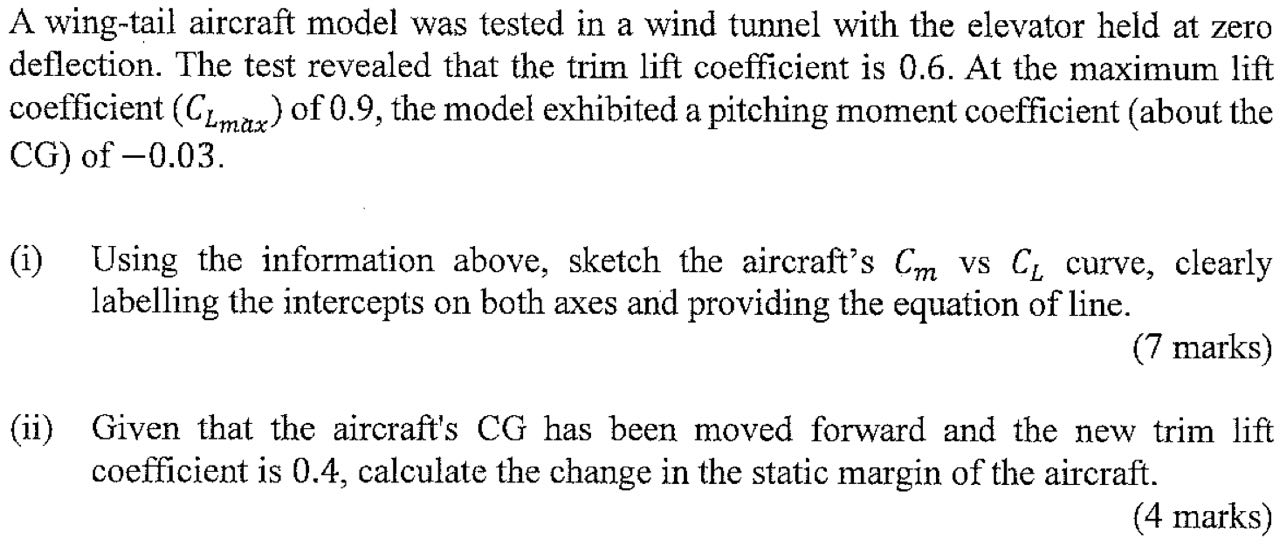 A wing-tail aircraft model was tested in a wind tunnel with the elevator held at zero
deflection. The test revealed that the trim lift coefficient is 0.6. At the maximum lift
coefficient (C_{L_{max}}) of 0.9, the model exhibited a pitching moment coefficient (about the
CG) of −0.03.
(i) Using the information above, sketch the aircraft's C_m vs C_L curve, clearly
labelling the intercepts on both axes and providing the equation of line.
(7 marks)
(ii) Given that the aircraft's CG has been moved forward and the new trim lift
coefficient is 0.4, calculate the change in the static margin of the aircraft.
(4 marks)